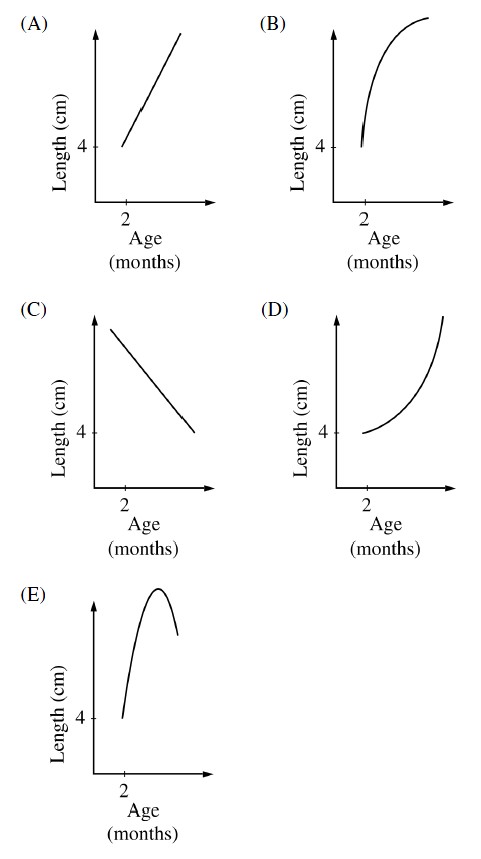 (A)
Length (cm)
4
2
Age
(months)
(B)
Length (cm)
4
2
Age
(months)
(C)
Length (cm)
4
2
Age
(months)
(D)
Length (cm)
4
2
Age
(months)
(E)
Length (cm)
4
2
Age
(months)